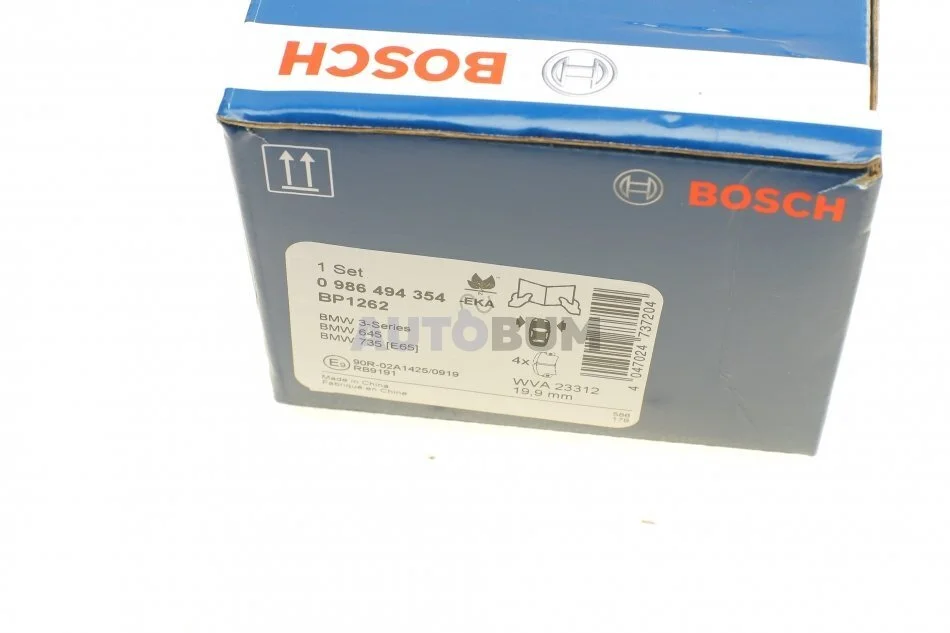 BOSCH
BOSCH
1 Set
0 986 494 354
BP1262
-EKA
BMW 3-Series
BMW 645
BMW 735 [E65]
AUTOBUM
4x
E9 90R-02A1425/0919
RB9191
WVA 23312
19,9 mm
Made in China
Fabriqué en China
4 047024 737204